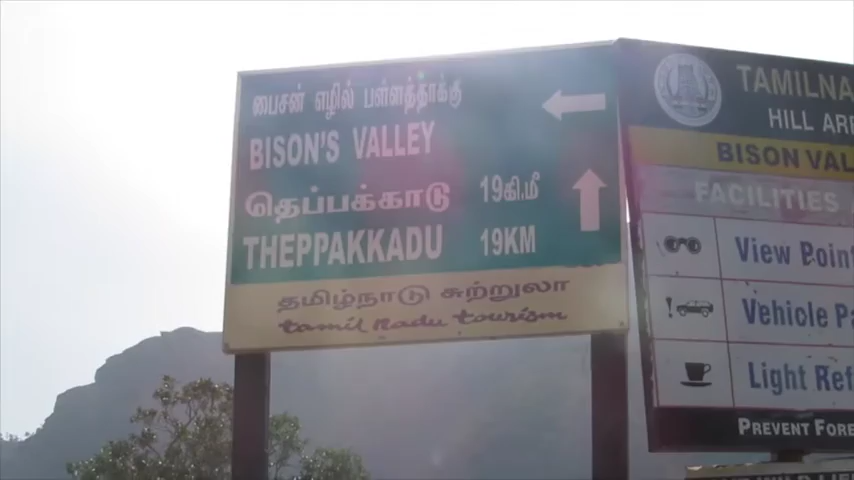 பைசன் எழில் பள்ளத்தாக்கு
BISON'S VALLEY
தெப்பக்காடு 19கி.மீ
THEPPAKKADU 19KM
தமிழ்நாடு சுற்றுலா
tamil nadu tourism
TAMILNA
HILL ARE
BISON VAL
FACILITIES A
View Point
Vehicle Pa
Light Ref
PREVENT FORE